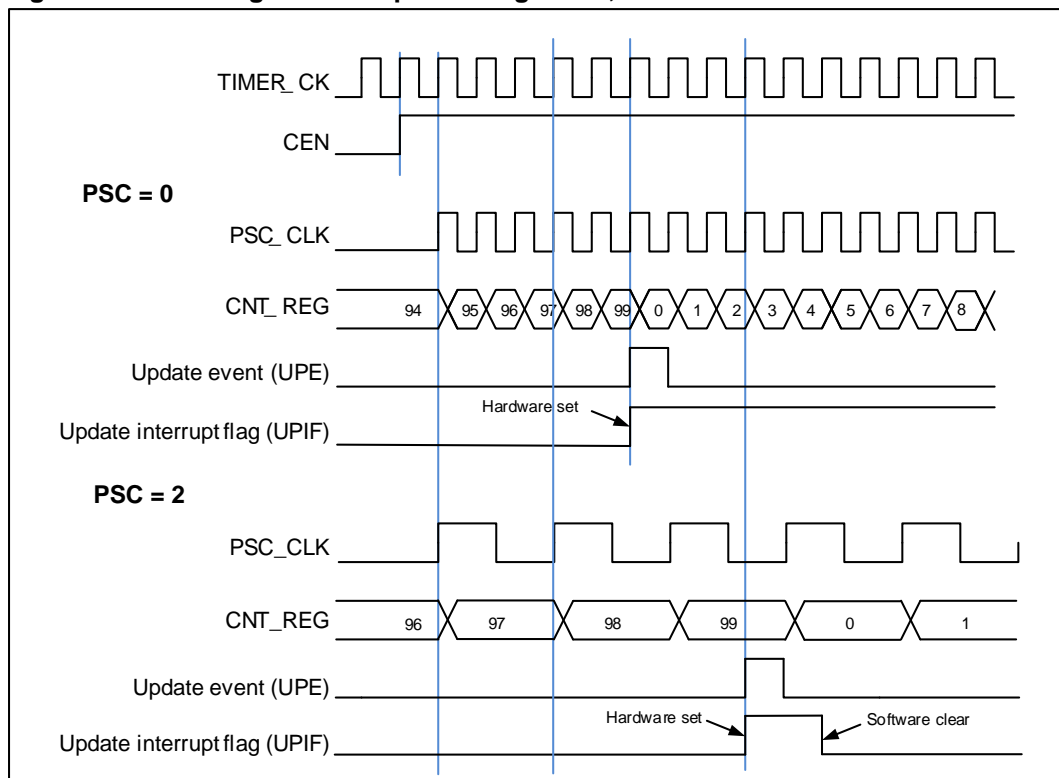 TIMER_ CK
CEN
PSC = 0
PSC_ CLK
CNT_ REG 94 95 96 97 98 99 0 1 2 3 4 5 6 7 8
Update event (UPE)
Hardware set
Update interrupt flag (UPIF)
PSC = 2
PSC_CLK
CNT_REG 96 97 98 99 0 1
Update event (UPE)
Hardware set Software clear
Update interrupt flag (UPIF)